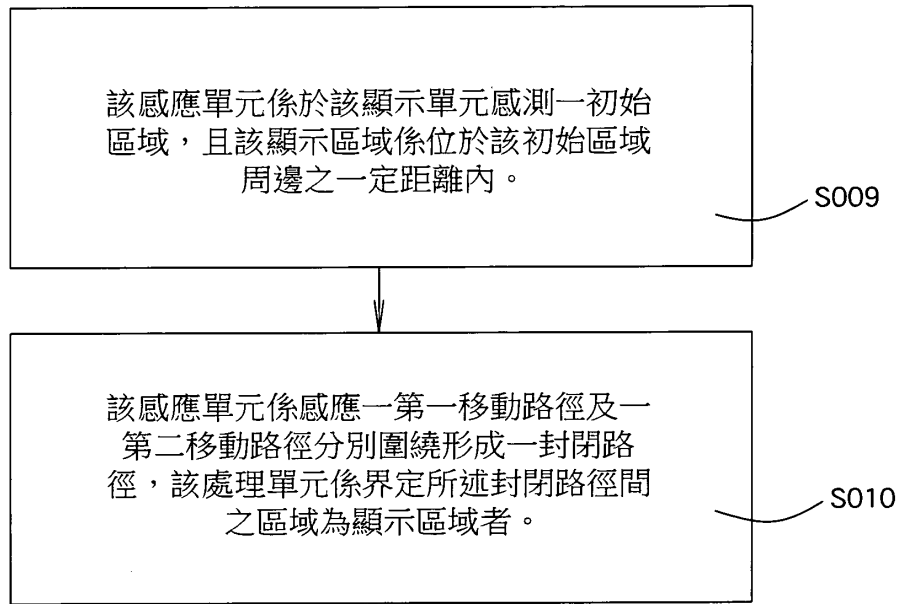 該感應單元係於該顯示單元感測一初始
區域，且該顯示區域係位於該初始區域
周邊之一定距離內。
S009
該感應單元係感應一第一移動路徑及一
第二移動路徑分別圍繞形成一封閉路
徑，該處理單元係界定所述封閉路徑間
之區域為顯示區域者。
S010